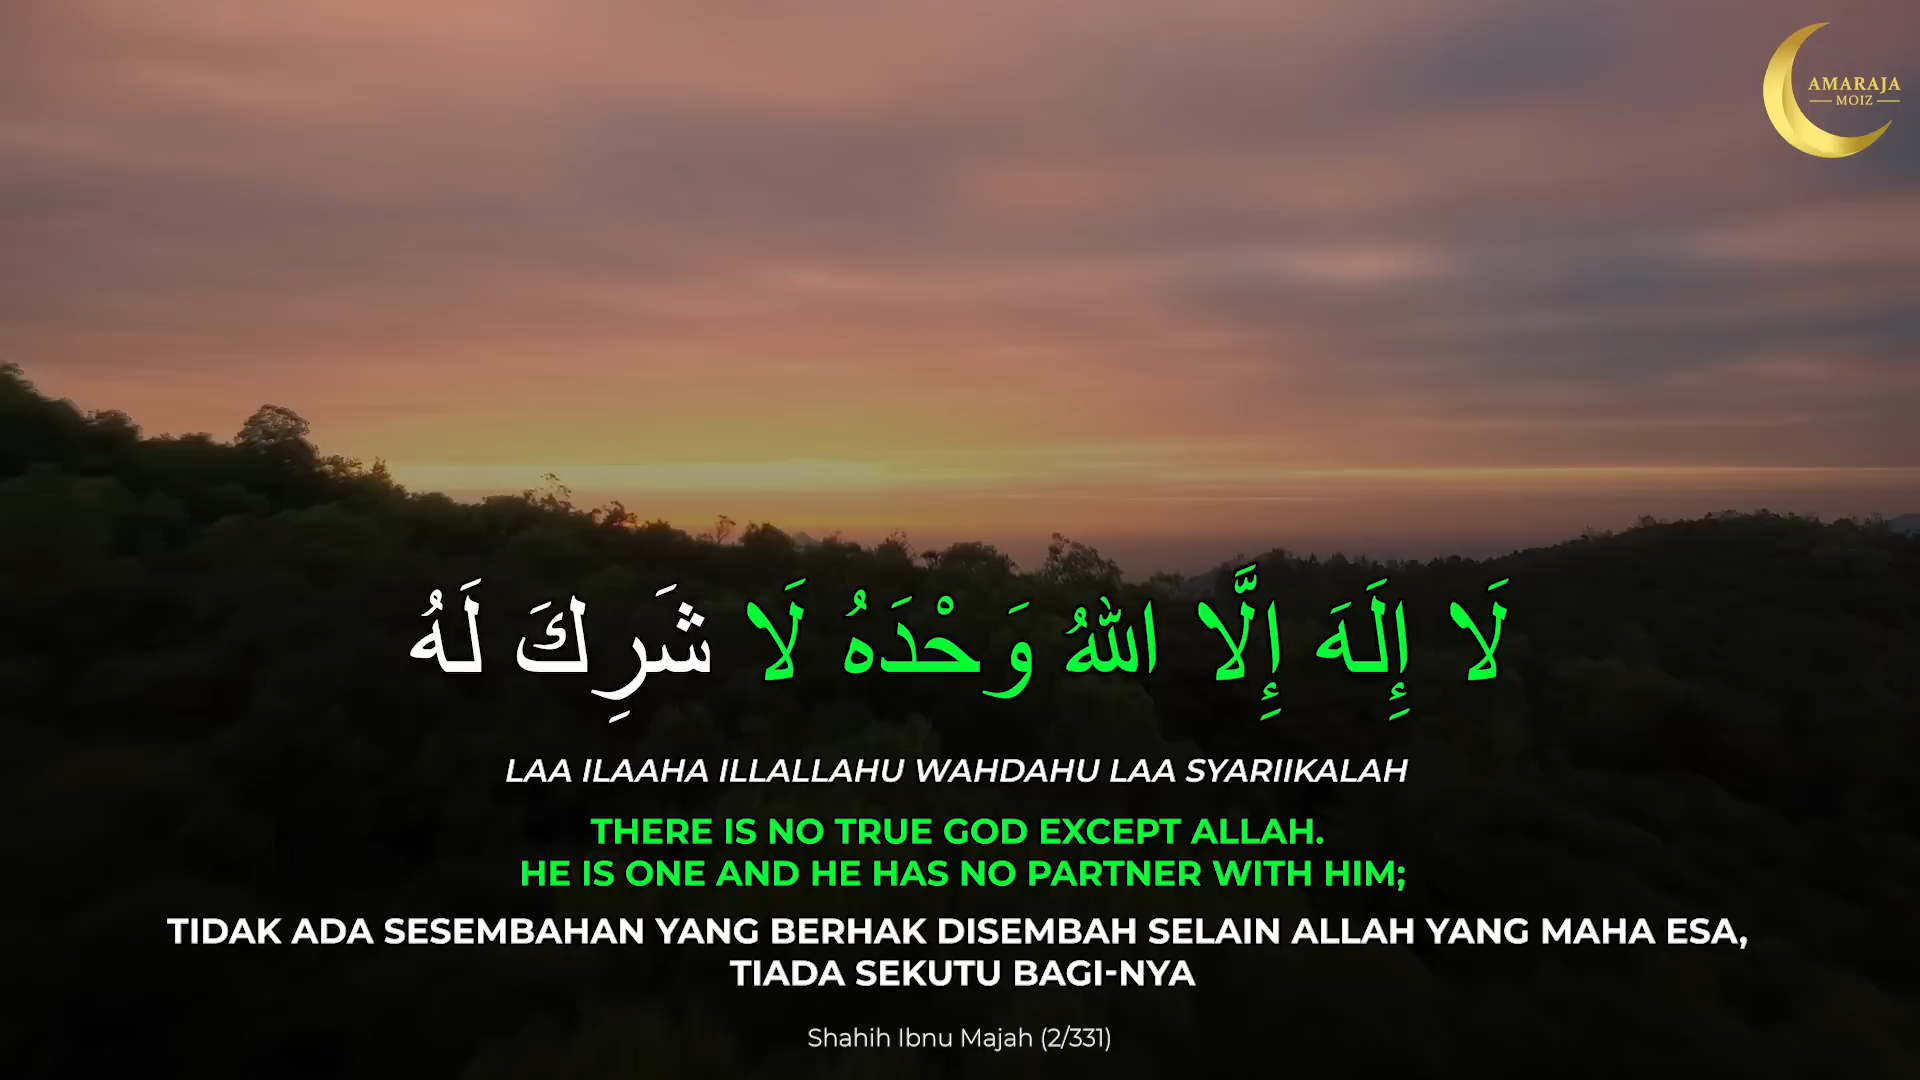 AMARAJA
MOIZ
لَا إِلَهَ إِلَّا اللهُ وَحْدَهُ لَا شَرِكَ لَهُ
LAA ILAAHA ILLALLAHU WAHDAHU LAA SYARIIKALAH
THERE IS NO TRUE GOD EXCEPT ALLAH.
HE IS ONE AND HE HAS NO PARTNER WITH HIM;
TIDAK ADA SESEMBAHAN YANG BERHAK DISEMBAH SELAIN ALLAH YANG MAHA ESA,
TIADA SEKUTU BAGI-NYA
Shahih Ibnu Majah (2/331)